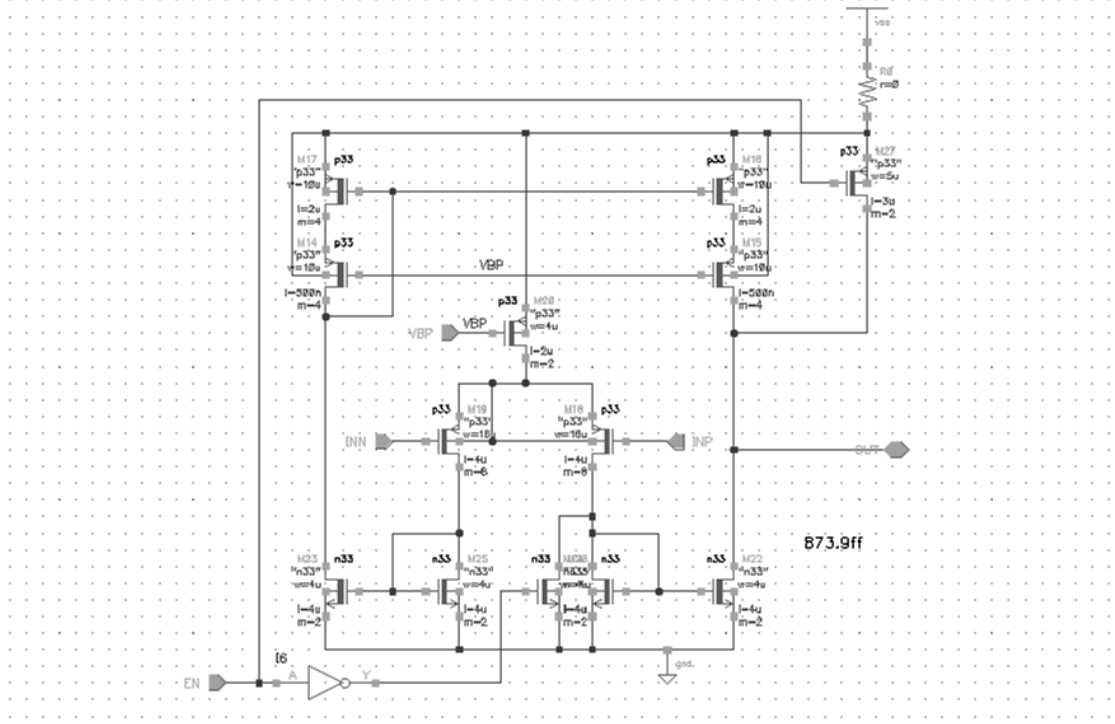 vdd
R0
r=0
M17
p33
"p33"
w=10u
l=2u
m=4
p33
M16
"p33"
w=10u
l=2u
m=4
p33
M27
"p33"
w=5u
l=3u
m=2
M14
p33
"p33"
w=10u
l=500n
m=4
VBP
p33
M15
"p33"
w=10u
l=500n
m=4
p33
"p33"
w=4u
l=2u
m=2
VBP
VBP
INN
p33
M19
"p33"
l=4u
M18
p33
"p33"
w=16u
l=4u
m=8
INP
OUT
873.9ff
M23
n33
"n33"
w=4u
l=4u
m=2
n33
M25
"n33"
w=4u
l=4u
m=2
n33
n33
l=4u
m=2
n33
M22
"n33"
w=4u
l=4u
m=2
gnd
I6
EN
A
Y